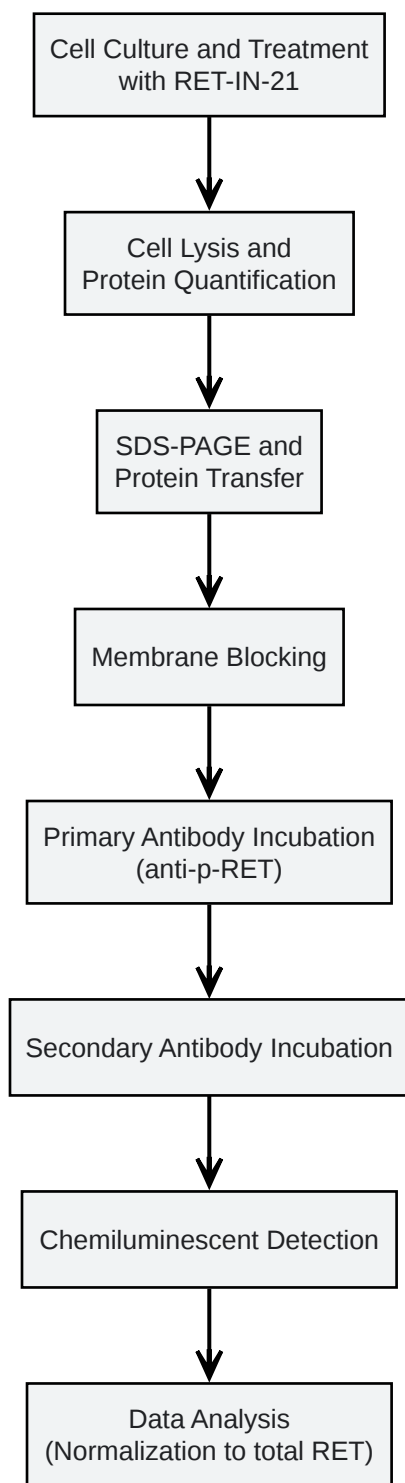 Cell Culture and Treatment
with RET-IN-21
Cell Lysis and
Protein Quantification
SDS-PAGE and
Protein Transfer
Membrane Blocking
Primary Antibody Incubation
(anti-p-RET)
Secondary Antibody Incubation
Chemiluminescent Detection
Data Analysis
(Normalization to total RET)